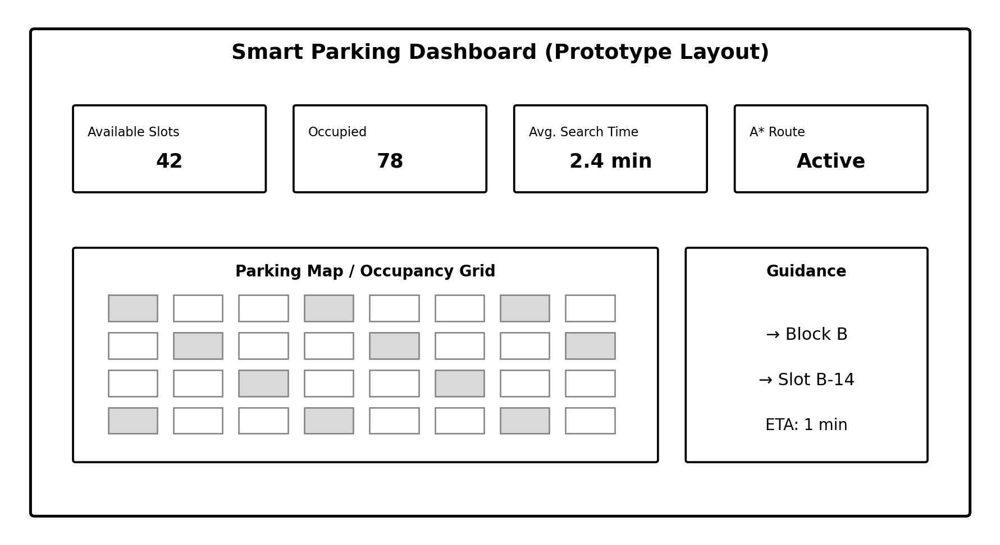 Smart Parking Dashboard (Prototype Layout)
Available Slots
42
Occupied
78
Avg. Search Time
2.4 min
A* Route
Active
Parking Map / Occupancy Grid
Guidance
→ Block B
→ Slot B-14
ETA: 1 min